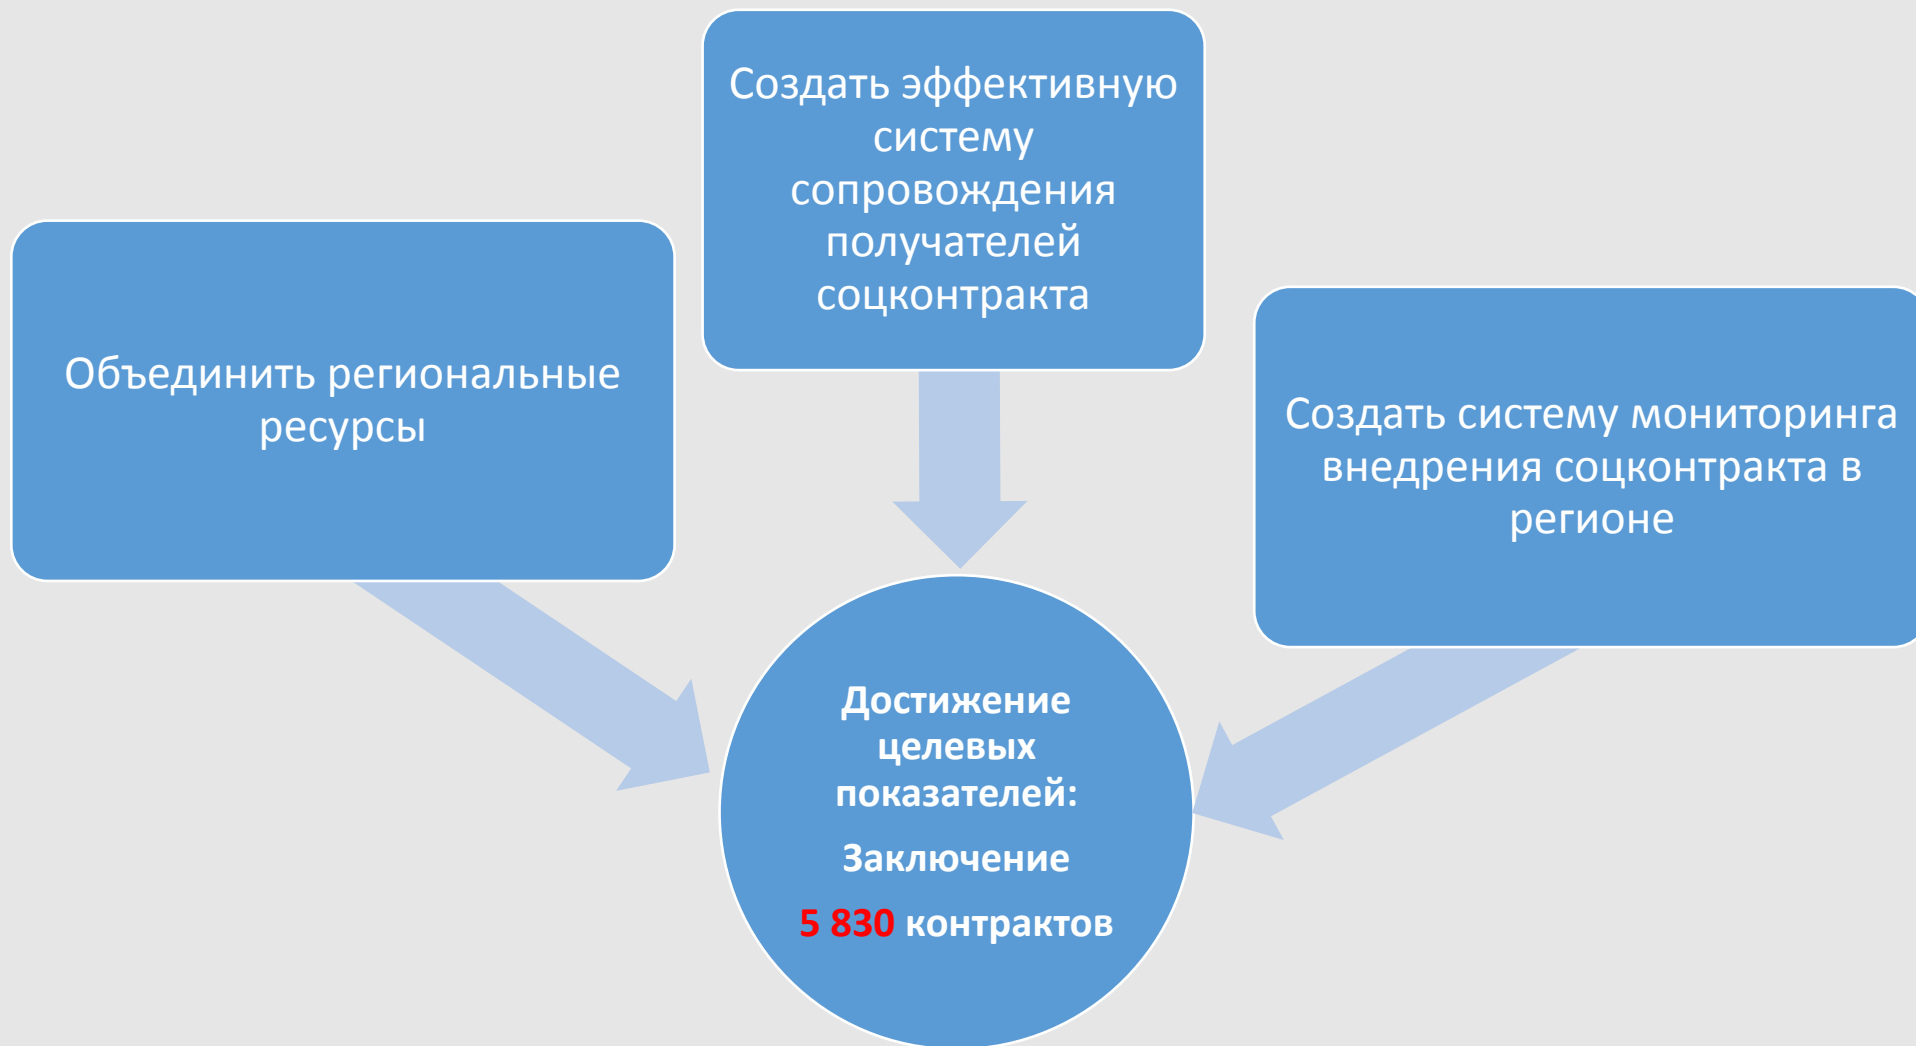 Создать эффективную
систему
сопровождения
получателей
соцконтракта
Объединить региональные
ресурсы
Создать систему мониторинга
внедрения соцконтракта в
регионе
Достижение
целевых
показателей:
Заключение
5 830 контрактов